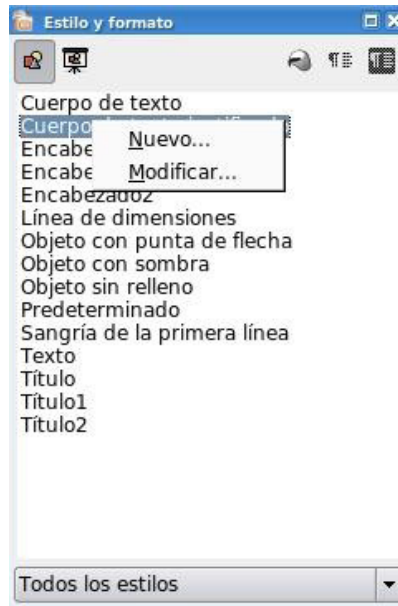 Estilo y formato
Cuerpo de texto
Cuerpo
Nuevo...
Encabe
Modificar...
Encabe
Encabezado2
Línea de dimensiones
Objeto con punta de flecha
Objeto con sombra
Objeto sin relleno
Predeterminado
Sangría de la primera línea
Texto
Título
Título1
Título2
Todos los estilos